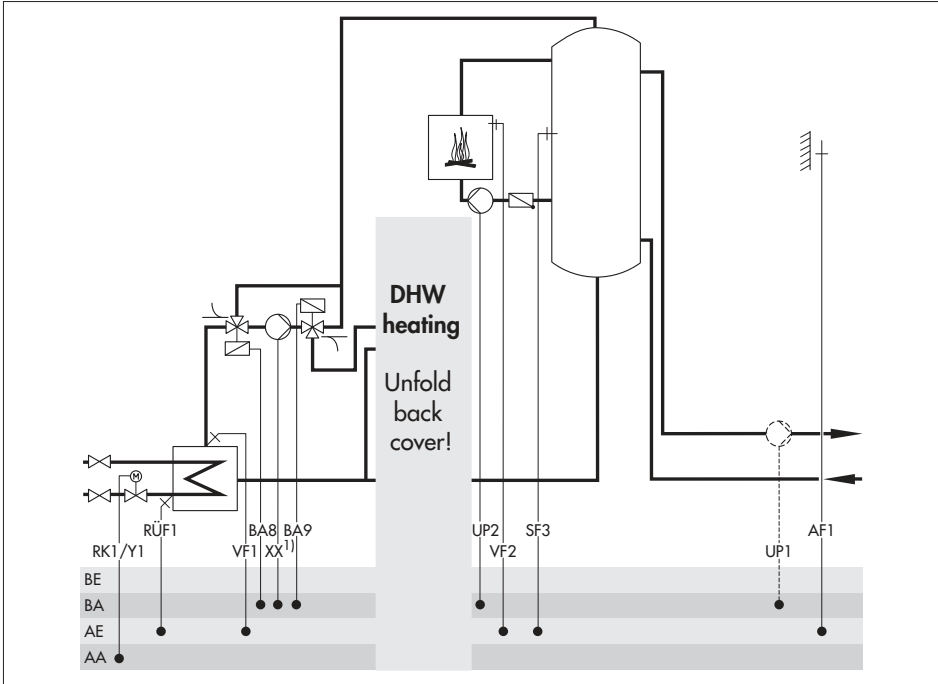 M
DHW
heating
Unfold
back
cover!
RÜF1 BA8 BA9 UP2 SF3 AF1
RK1/Y1 VF1 XX1) VF2 UP1
BE
BA
AE
AA